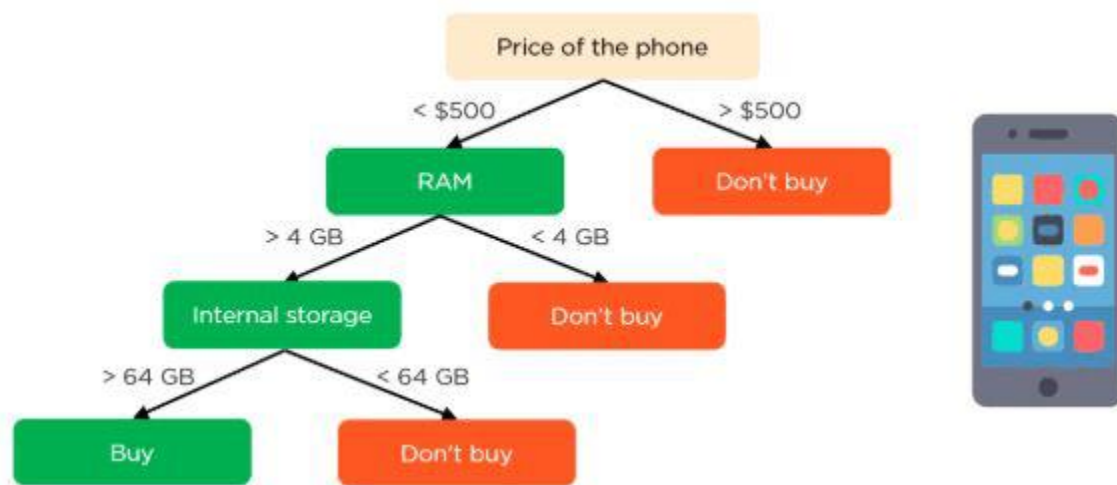 Price of the phone
< $500
> $500
RAM
Don't buy
> 4 GB
< 4 GB
Internal storage
Don't buy
> 64 GB
< 64 GB
Buy
Don't buy